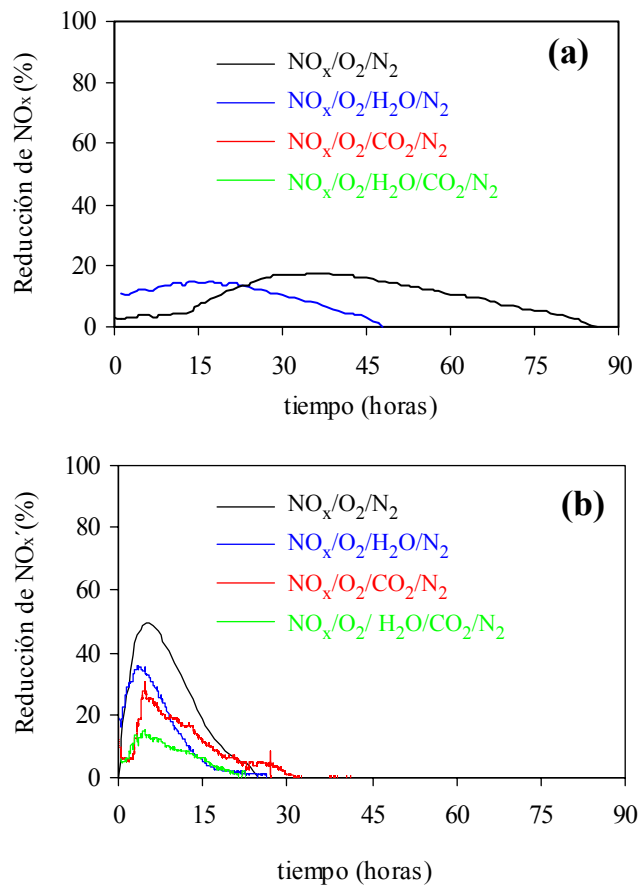 100
80
60
40
20
0
Reducción de NOx (%)
(a)
NOx/O2/N2
NOx/O2/H2O/N2
NOx/O2/CO2/N2
NOx/O2/H2O/CO2/N2
0 15 30 45 60 75 90
tiempo (horas)
100
80
60
40
20
0
Reducción de NOx´(%)
(b)
NOx/O2/N2
NOx/O2/H2O/N2
NOx/O2/CO2/N2
NOx/O2/ H2O/CO2/N2
0 15 30 45 60 75 90
tiempo (horas)